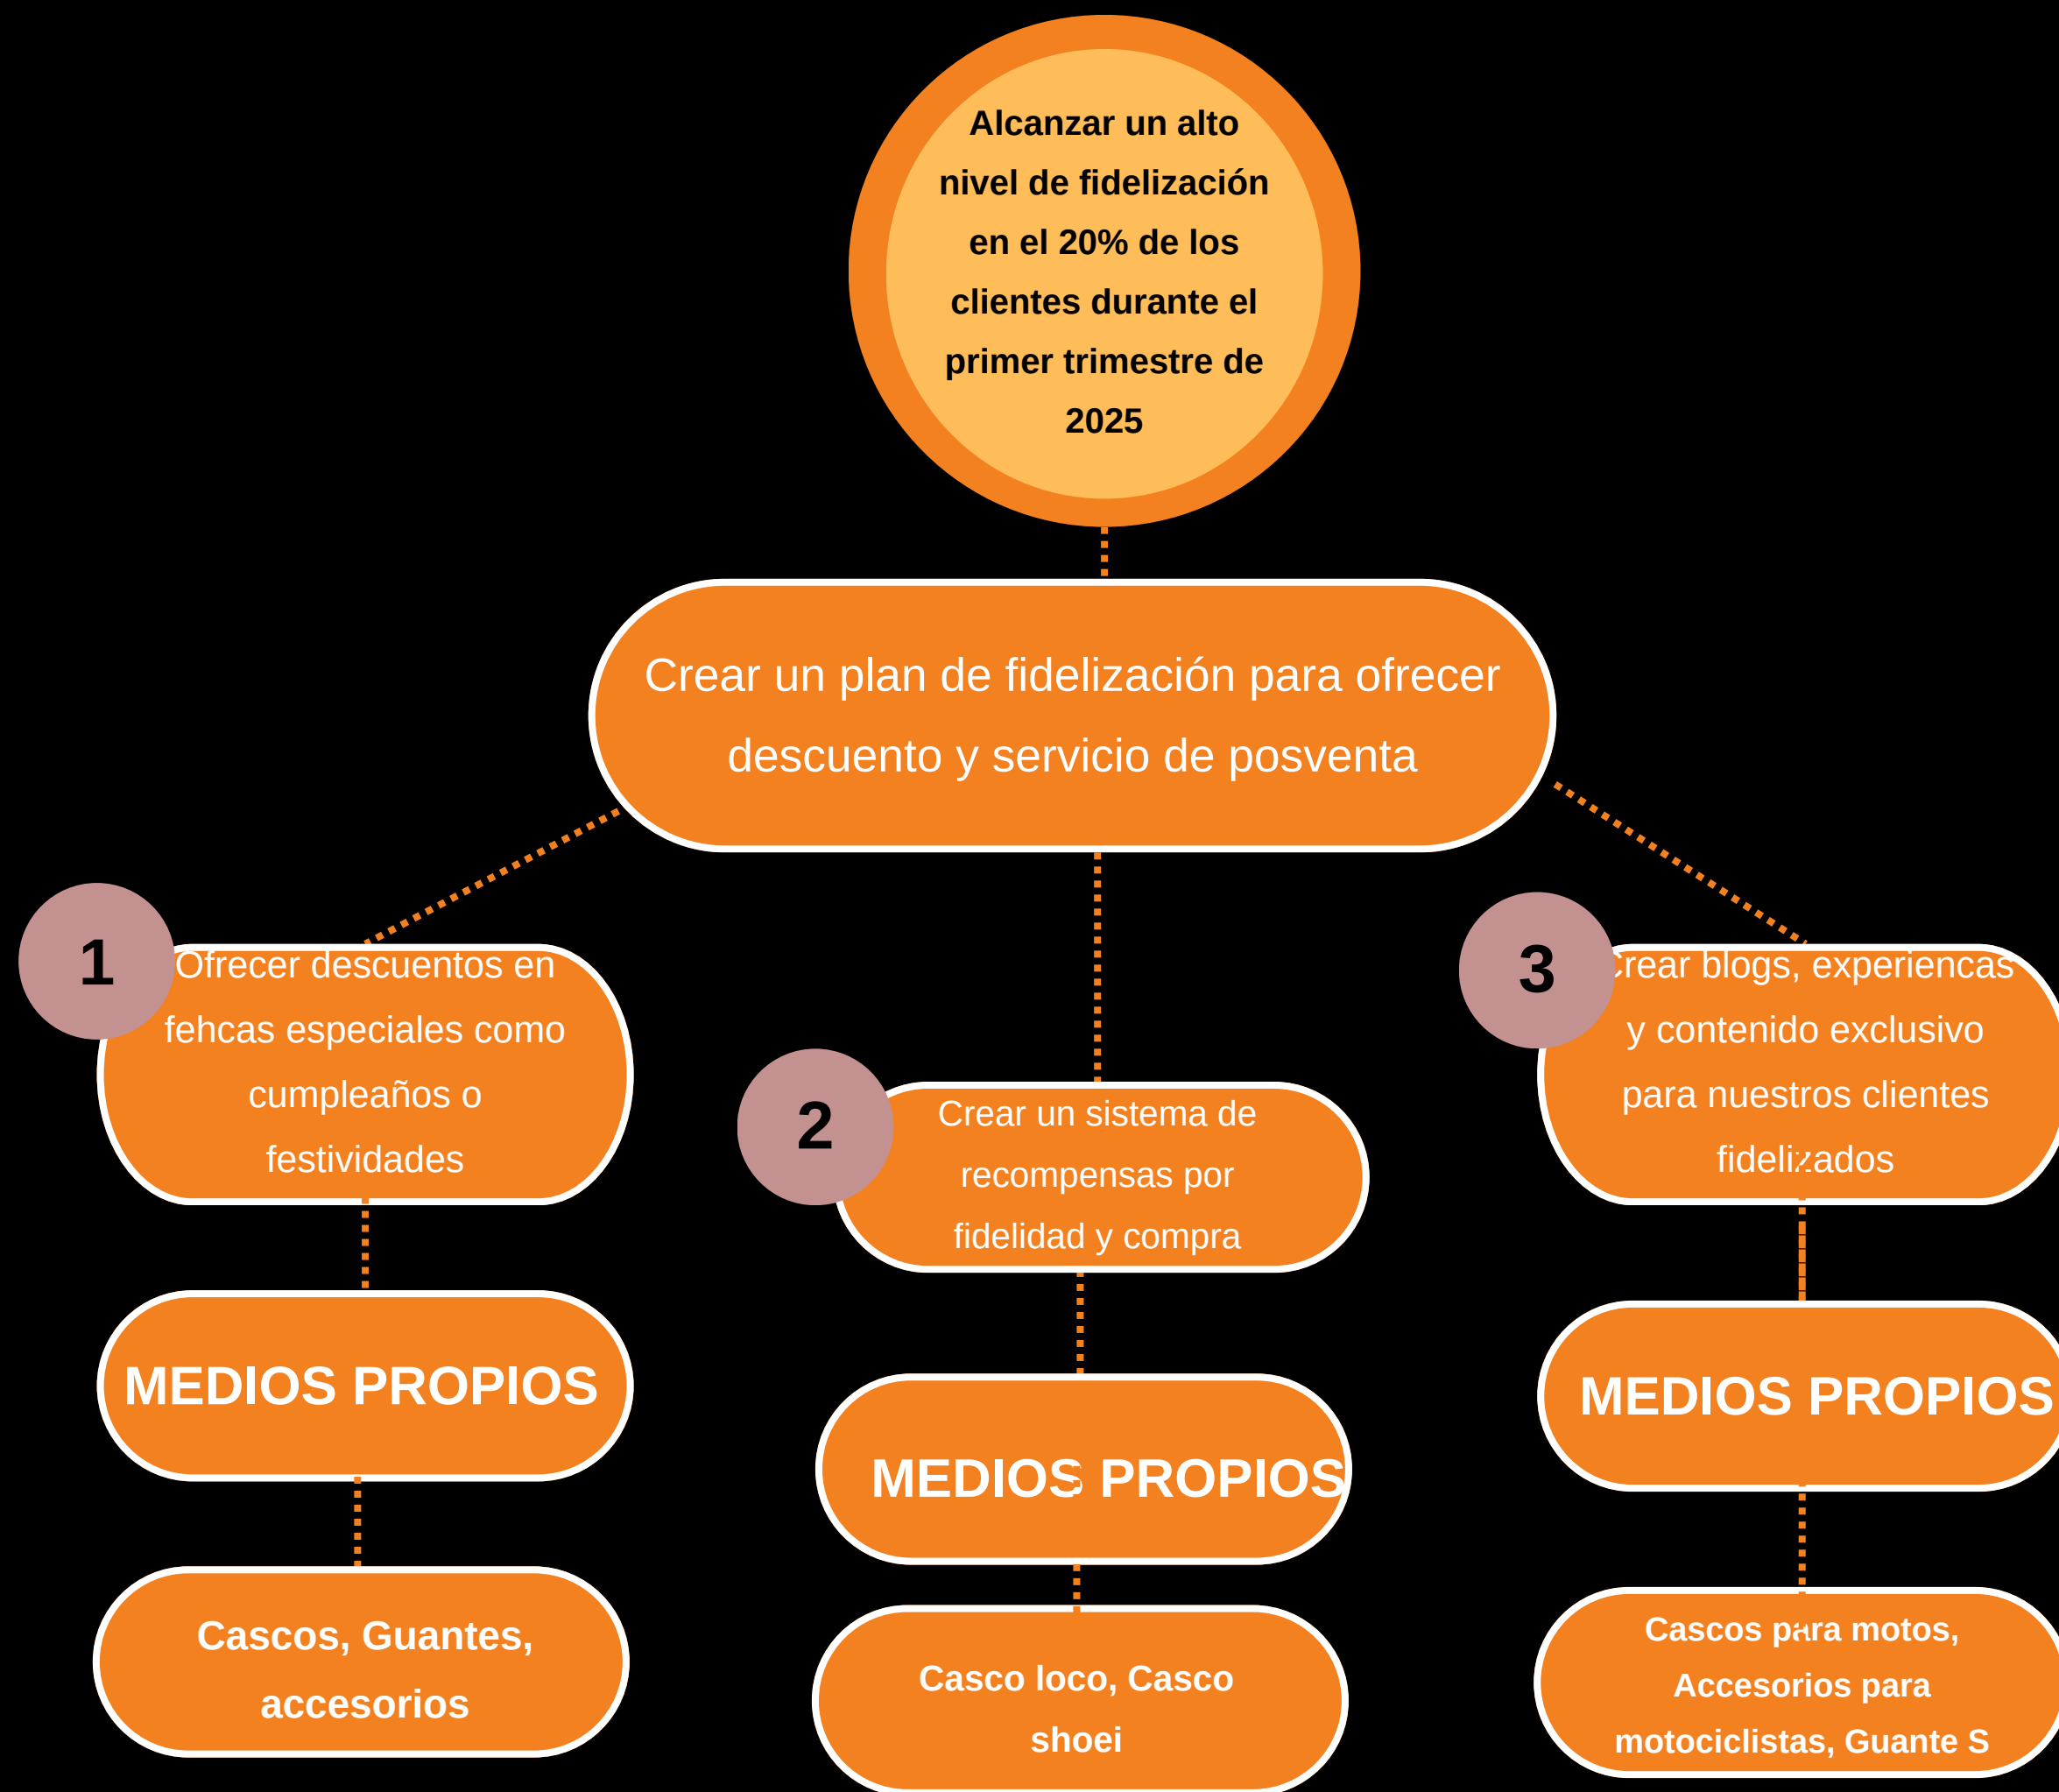 Alcanzar un alto
nivel de fidelización
en el 20% de los
clientes durante el
primer trimestre de
2025
Crear un plan de fidelización para ofrecer
descuento y servicio de posventa
1
Ofrecer descuentos en
fehcas especiales como
cumpleaños o
festividades
MEDIOS PROPIOS
Cascos, Guantes,
accesorios
2
Crear un sistema de
recompensas por
fidelidad y compra
MEDIOS PROPIOS
Casco loco, Casco
shoei
3
Crear blogs, experiencas
y contenido exclusivo
para nuestros clientes
fidelizados
MEDIOS PROPIOS
Cascos para motos,
Accesorios para
motociclistas, Guante S